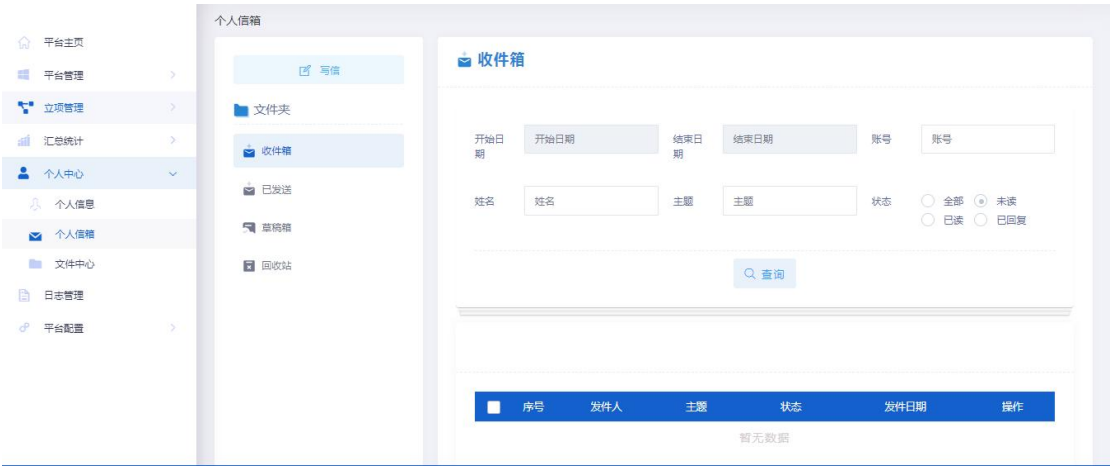 个人信箱
平台主页
平台管理
立项管理
汇总统计
个人中心
个人信息
个人信箱
文件中心
日志管理
平台配置
写信
文件夹
收件箱
已发送
草稿箱
回收站
收件箱
开始日期 开始日期 结束日期 结束日期 账号 账号
姓名 姓名 主题 主题 状态 全部 未读
已读 已回复
查询
序号 发件人 主题 状态 发件日期 操作
暂无数据